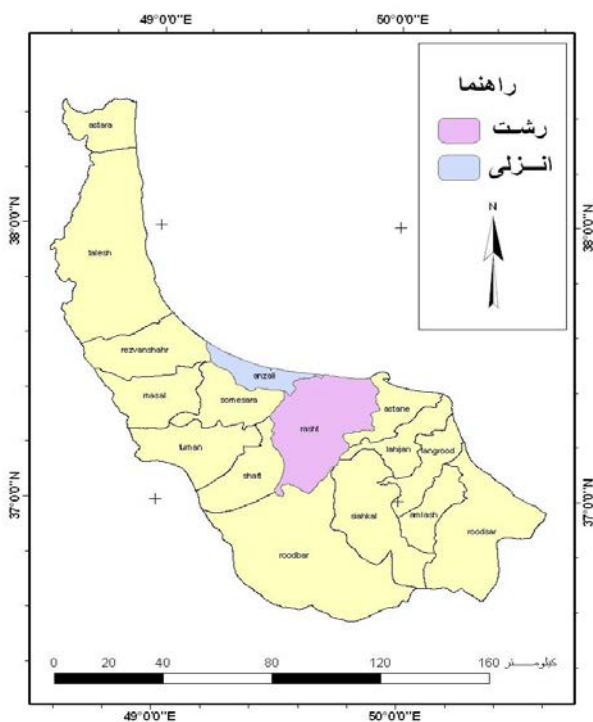 49°0'0"E
50°0'0"E
راهنما
رشت
انزلی
N
38°0'0"N
38°0'0"N
astara
talesh
rezvanshahr
anzali
masal
somesara
rasht
astane
fuman
shaft
lahijan
langrood
37°0'0"N
37°0'0"N
siahkal
amlash
roodsar
roodbar
0
20
40
80
120
160
کیلومتر
49°0'0"E
50°0'0"E